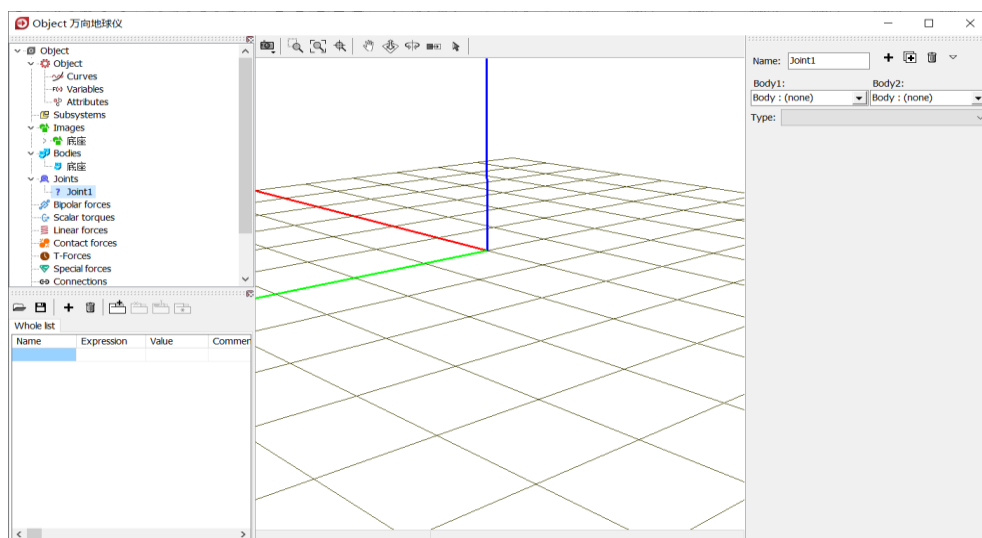 Object 万向地球仪
Object
Object
Curves
Variables
Attributes
Subsystems
Images
底座
Bodies
底座
Joints
? Joint1
Bipolar forces
Scalar torques
Linear forces
Contact forces
T-Forces
Special forces
Connections
Whole list
Name Expression Value Commen
Name: Joint1
Body1: Body2:
Body : (none) Body : (none)
Type: